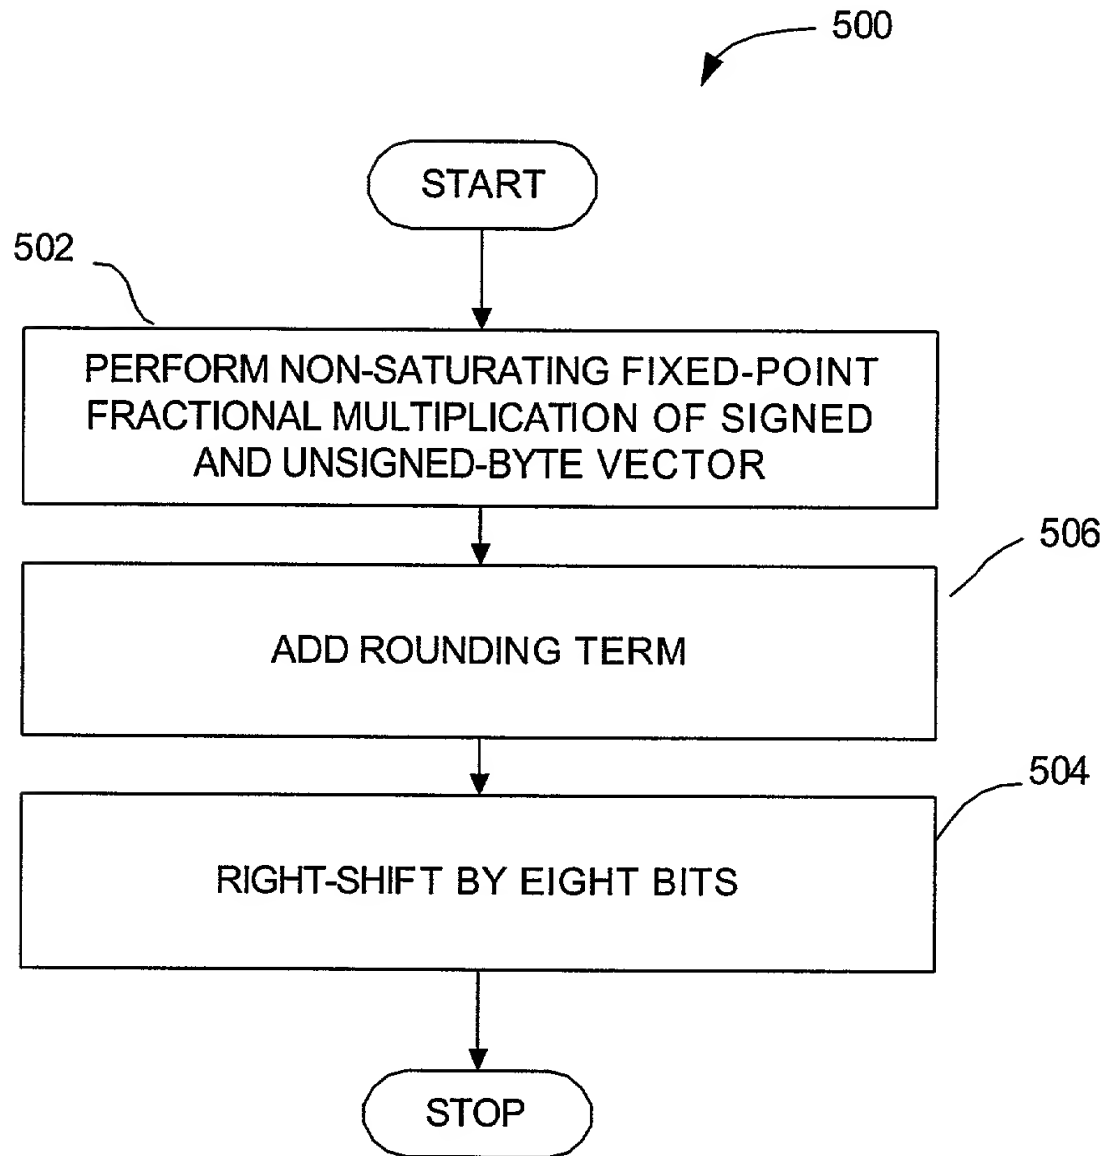 500
START
502
PERFORM NON-SATURATING FIXED-POINT
FRACTIONAL MULTIPLICATION OF SIGNED
AND UNSIGNED-BYTE VECTOR
506
ADD ROUNDING TERM
504
RIGHT-SHIFT BY EIGHT BITS
STOP